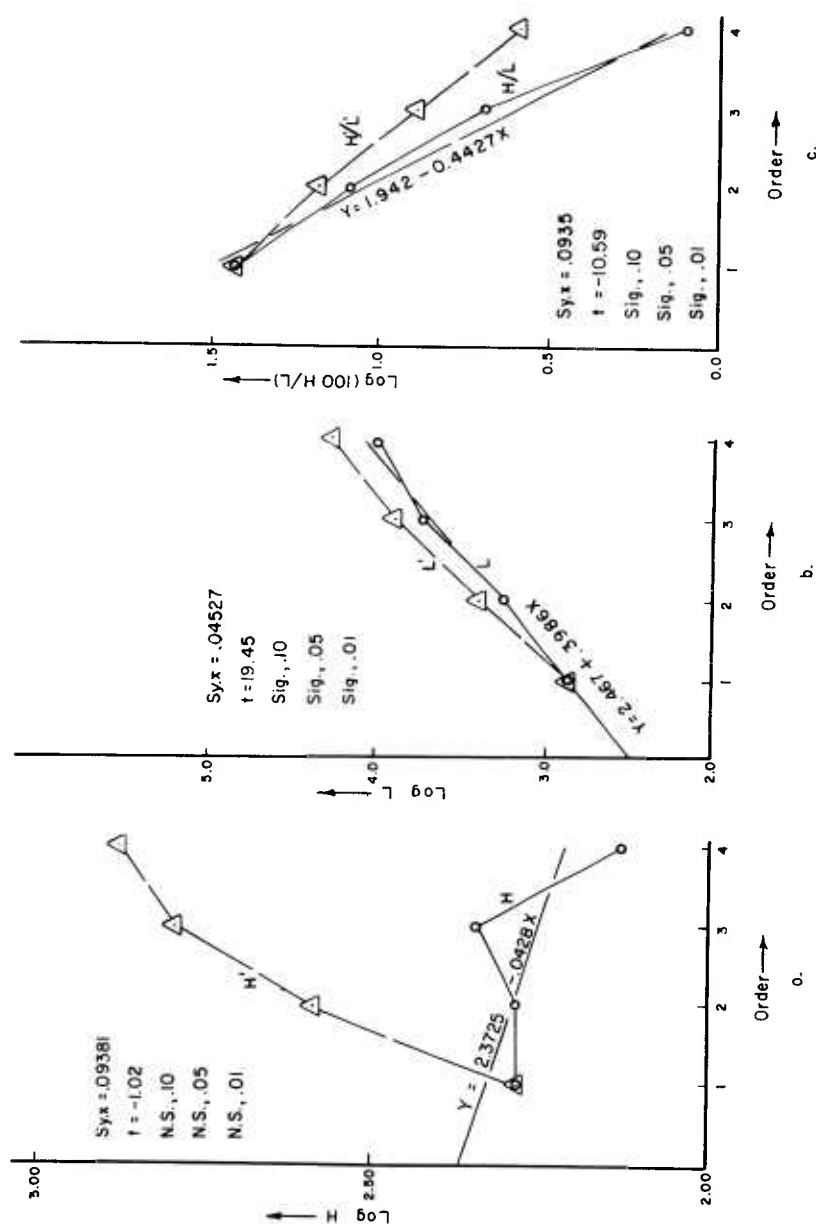 Log H
3.00
2.50
2.00
Sy.x = .09381
t = -1.02
N.S., .10
N.S., .05
N.S., .01
H'
H
Y = 2.3725 -.0428X
1 2 3 4
Order
a.
Log L
5.0
4.0
3.0
2.0
Sy.x = .04527
t = 19.45
Sig., .10
Sig., .05
Sig., .01
L'
L
Y = 2.467 + .3986X
1 2 3 4
Order
b.
Log (100 H/L)
1.5
1.0
0.5
0.0
H'/L'
H/L
Y = 1.942 - 0.4427X
Sy.x = .0935
t = -10.59
Sig., .10
Sig., .05
Sig., .01
1 2 3 4
Order
c.